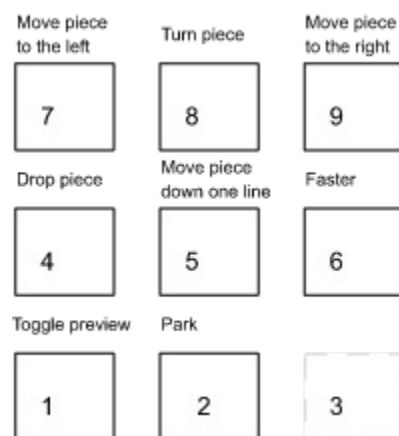 Move piece
to the left
Turn piece
Move piece
to the right
7
8
9
Drop piece
Move piece
down one line
Faster
4
5
6
Toggle preview
Park
1
2
3